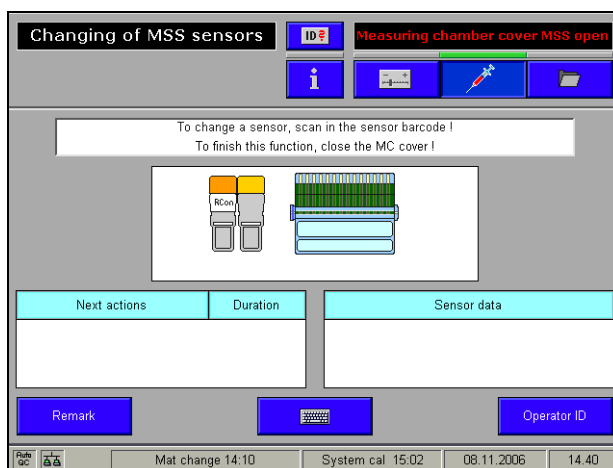 Changing of MSS sensors
ID
Measuring chamber cover MSS open
i
To change a sensor, scan in the sensor barcode !
To finish this function, close the MC cover !
RCon
Next actions
Duration
Sensor data
Remark
Operator ID
Auto
QC
Mat change 14:10
System cal 15:02
08.11.2006
14.40